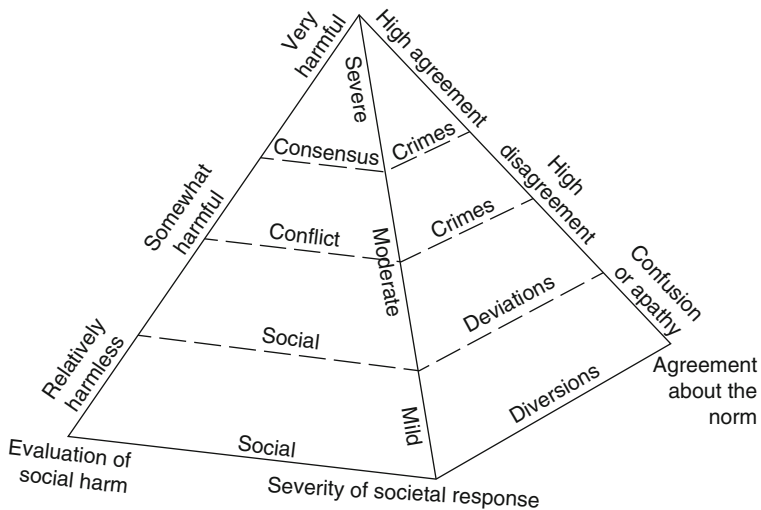 Very
harmful
High agreement
Severe
Consensus
Crimes
High
disagreement
Somewhat
harmful
Conflict
Crimes
Moderate
Confusion
or apathy
Social
Deviations
Relatively
harmless
Agreement
about the
norm
Mild
Diversions
Social
Evaluation of
social harm
Severity of societal response